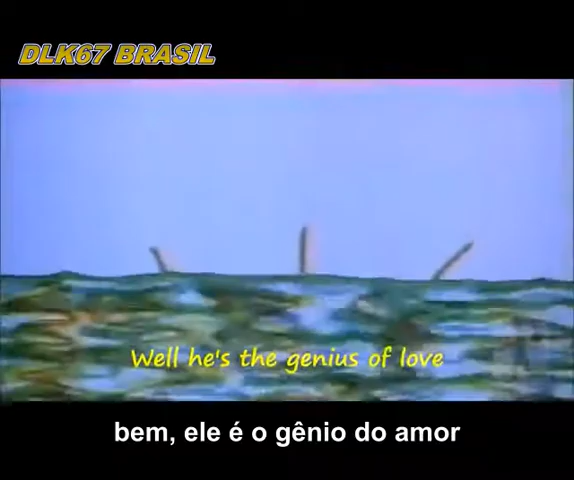 DLK67 BRASIL
Well he's the genius of love
bem, ele é o gênio do amor